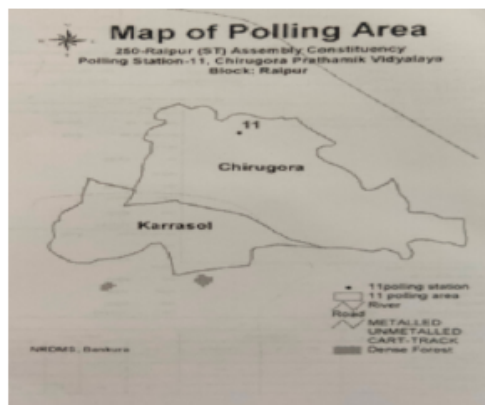 Map of Polling Area
250-Raipur (ST) Assembly Constituency
Polling Station-11, Chirugora Prathamik Vidyalaya
Block: Raipur
11
Chirugora
Karrasol
11polling station
11 polling area
River
Road
METALLED
UNMETALLED
CART-TRACK
Dense Forest
NRDMS, Bankura